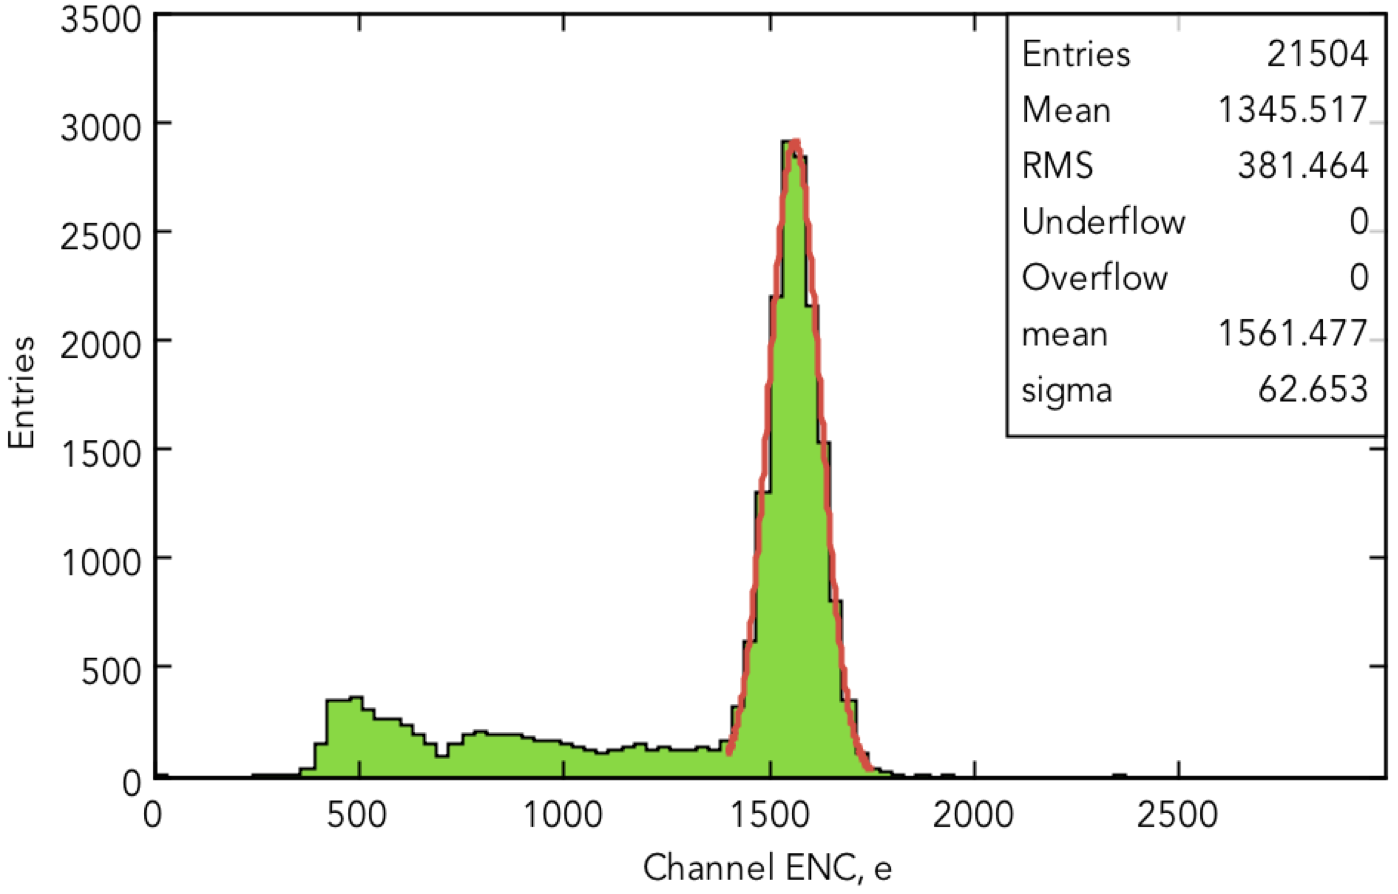 3500
3000
2500
2000
1500
1000
500
0
Entries
0 500 1000 1500 2000 2500
Channel ENC, e
Entries 21504
Mean 1345.517
RMS 381.464
Underflow 0
Overflow 0
mean 1561.477
sigma 62.653